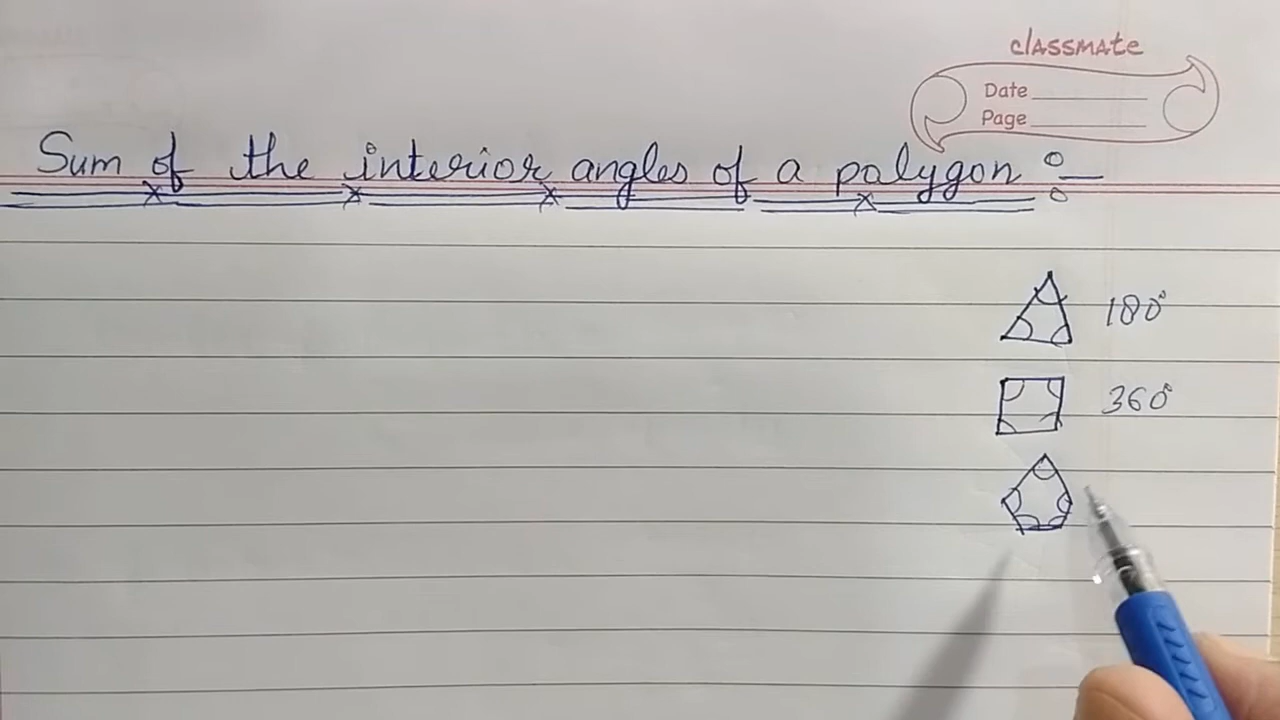 classmate
Date
Page
Sum of the interior angles of a polygon :-
180°
360°